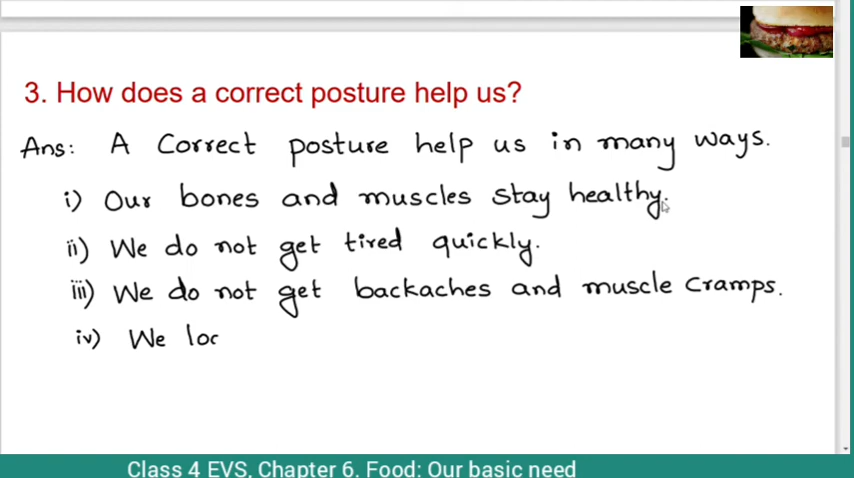 3. How does a correct posture help us?
Ans: A Correct posture help us in many ways.
i) Our bones and muscles stay healthy.
ii) We do not get tired quickly.
iii) We do not get backaches and muscle cramps.
iv) We loc
Class 4 EVS, Chapter 6. Food: Our basic need